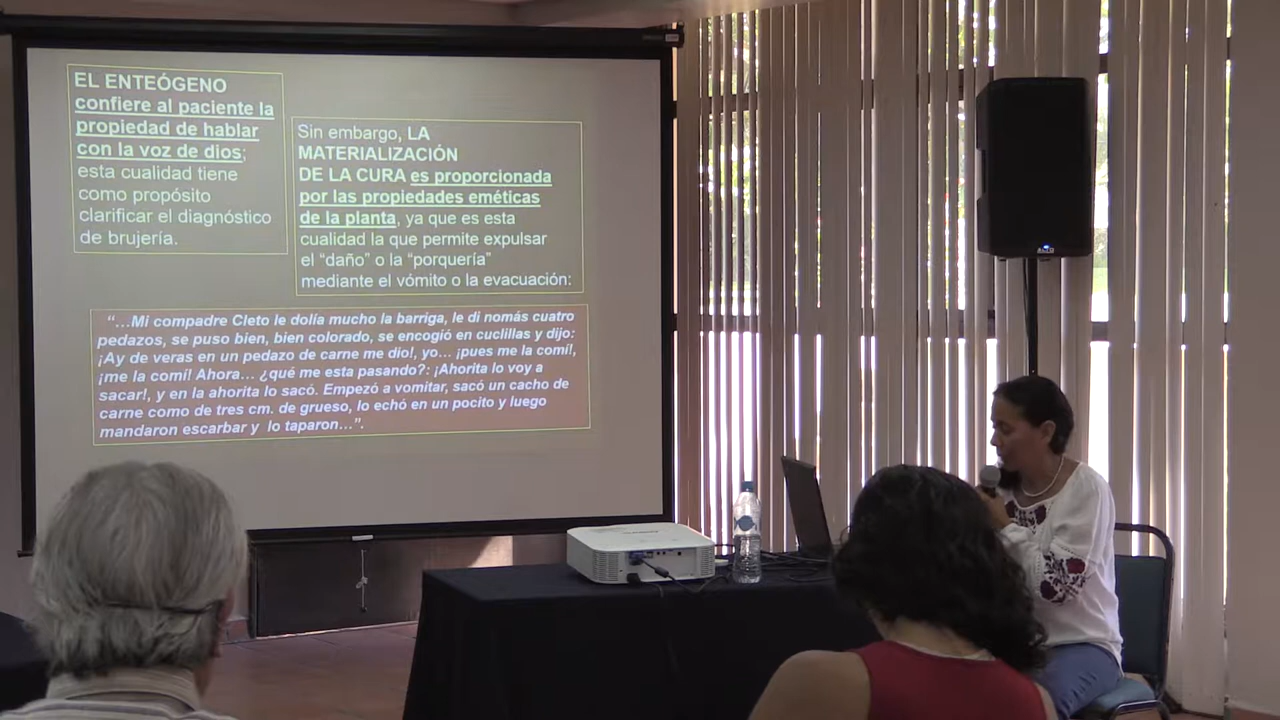 EL ENTEÓGENO
confiere al paciente la
propiedad de hablar
con la voz de dios;
esta cualidad tiene
como propósito
clarificar el diagnóstico
de brujería.
Sin embargo, LA
MATERIALIZACIÓN
DE LA CURA es proporcionada
por las propiedades eméticas
de la planta, ya que es esta
cualidad la que permite expulsar
el “daño” o la “porquería”
mediante el vómito o la evacuación:
“…Mi compadre Cleto le dolía mucho la barriga, le di nomás cuatro
pedazos, se puso bien, bien colorado, se encogió en cuclillas y dijo:
¡Ay de veras en un pedazo de carne me dio!, yo… ¡pues me la comí!,
¡me la comí! Ahora… ¿qué me esta pasando?: ¡Ahorita lo voy a
sacar!, y en la ahorita lo sacó. Empezó a vomitar, sacó un cacho de
carne como de tres cm. de grueso, lo echó en un pocito y luego
mandaron escarbar y lo taparon…”.